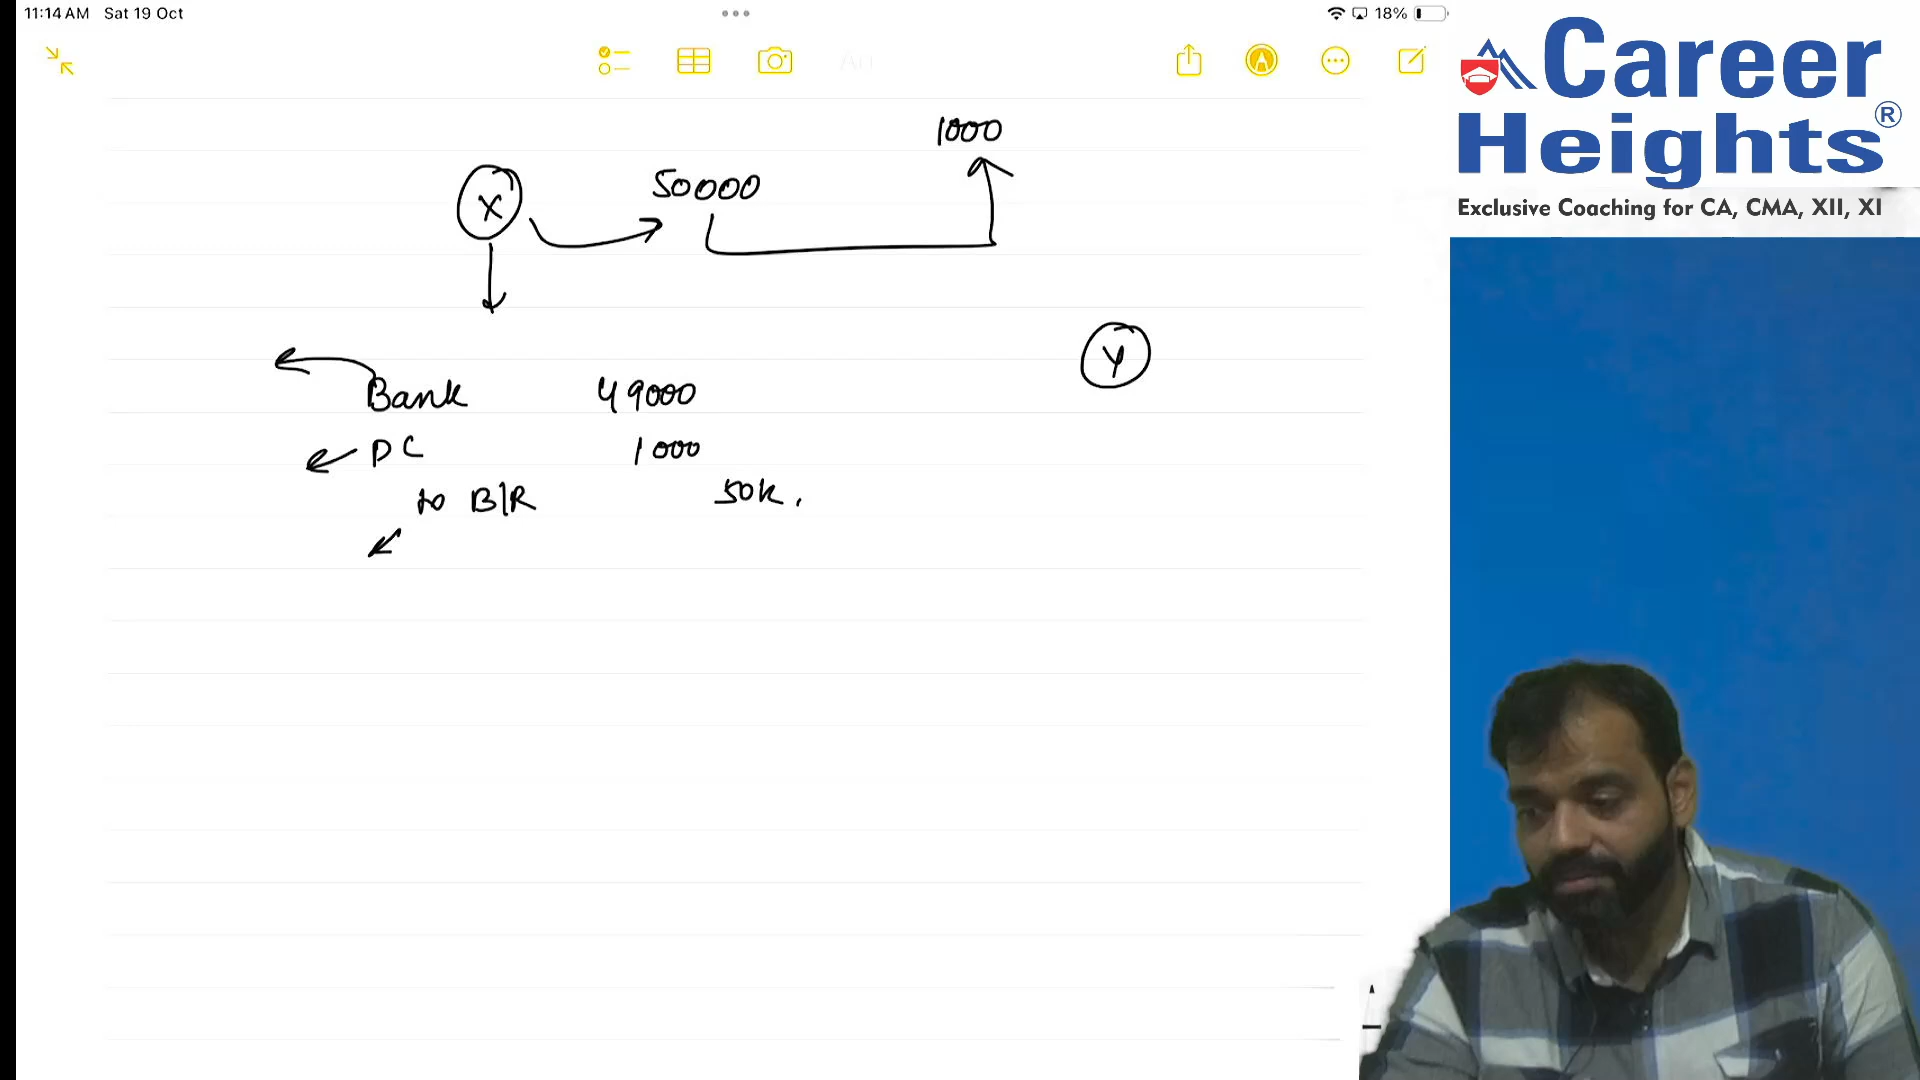 11:14 AM Sat 19 Oct
18%
Career
Heights®
Exclusive Coaching for CA, CMA, XII, XI
1000
X
50000
Y
Bank 49000
DC 1000
to B/R 50k.